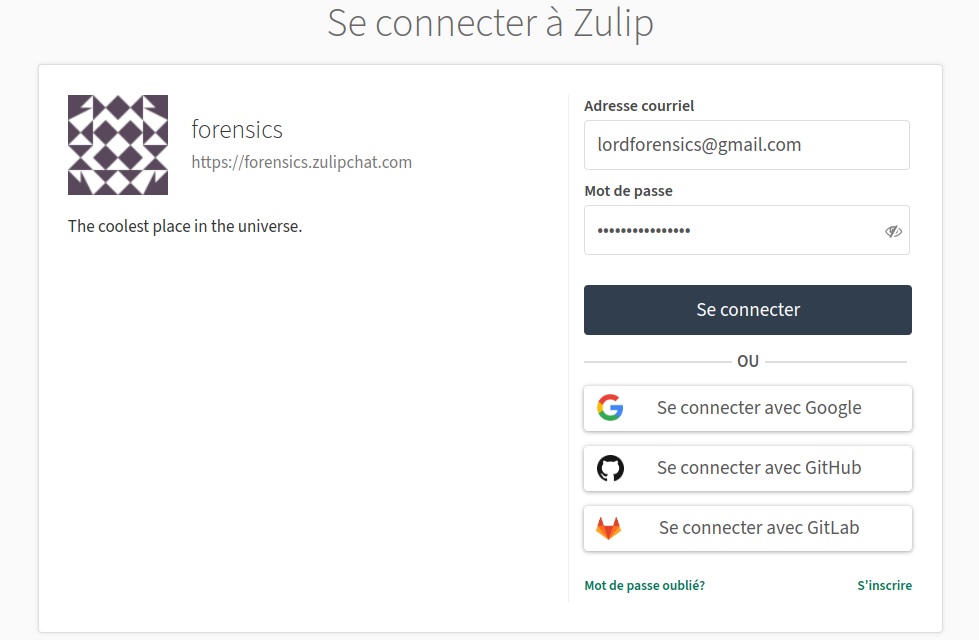 Se connecter à Zulip
forensics
https://forensics.zulipchat.com
The coolest place in the universe.
Adresse courriel
lordforensics@gmail.com
Mot de passe
••••••••••••••••
Se connecter
OU
Se connecter avec Google
Se connecter avec GitHub
Se connecter avec GitLab
Mot de passe oublié?
S'inscrire